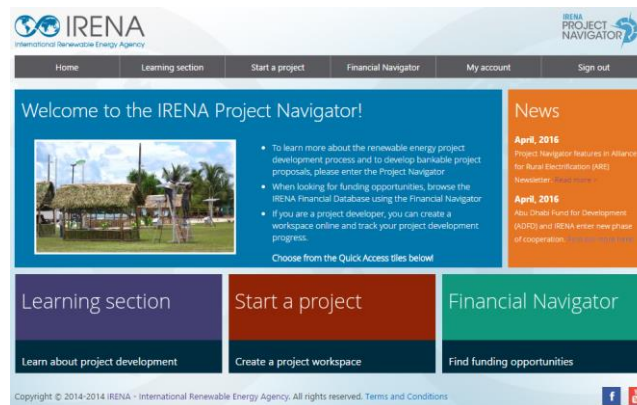 IRENA
International Renewable Energy Agency
IRENA
PROJECT
NAVIGATOR
Home Learning section Start a project Financial Navigator My account Sign out
Welcome to the IRENA Project Navigator!
To learn more about the renewable energy project
development process and to develop bankable project
proposals, please enter the Project Navigator
When looking for funding opportunities, browse the
IRENA Financial Database using the Financial Navigator
If you are a project developer, you can create a
workspace online and track your project development
progress.
Choose from the Quick Access tiles below!
News
April, 2016
Project Navigator features in Alliance
for Rural Electrification (ARE)
Newsletter.
April, 2016
Abu Dhabi Fund for Development
(ADFD) and IRENA enter new phase
of cooperation.
Learning section
Learn about project development
Start a project
Create a project workspace
Financial Navigator
Find funding opportunities
Copyright © 2014-2014 IRENA - International Renewable Energy Agency. All rights reserved. Terms and Conditions